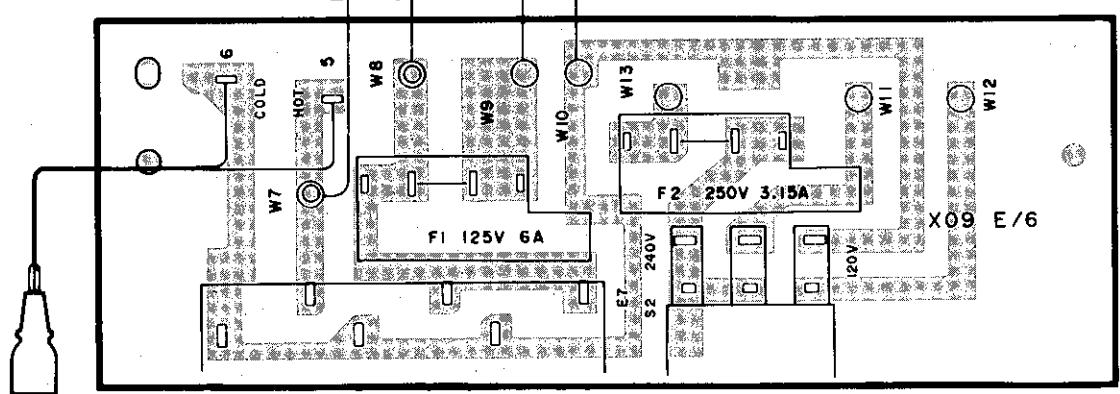 6
COLD
HOT
5
W8
W9
W10
W13
W11
W12
W7
F1 125V 6A
F2 250V 3.15A
X09 E/6
E7
S2
240V
120V